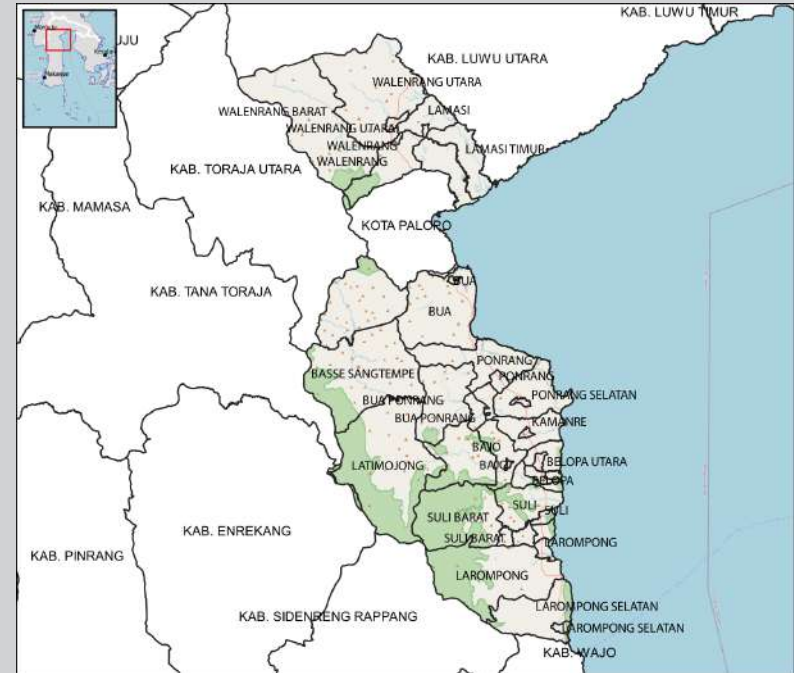 KAB. LUWU TIMUR
Mamuju
JU
Makassar
KAB. LUWU UTARA
WALENRANG UTARA
WALENRANG BARAT
LAMASI
WALENRANG UTARA
WALENRANG
LAMASI TIMUR
WALENRANG
KAB. TORAJA UTARA
KAB. MAMASA
KOTA PALOPO
BUA
KAB. TANA TORAJA
BUA
PONRANG
BASSE SANGTEMPE
PONRANG
PONRANG SELATAN
BUA PONRANG
BUA PONRANG
KAMANRE
BAJO
LATIMOJONG
BAJO
BELOPA UTARA
BELOPA
SULI
SULI
SULI BARAT
KAB. ENREKANG
SULI BARAT
LAROMPONG
KAB. PINRANG
LAROMPONG
LAROMPONG SELATAN
KAB. SIDENRENG RAPPANG
LAROMPONG SELATAN
KAB. WAJO